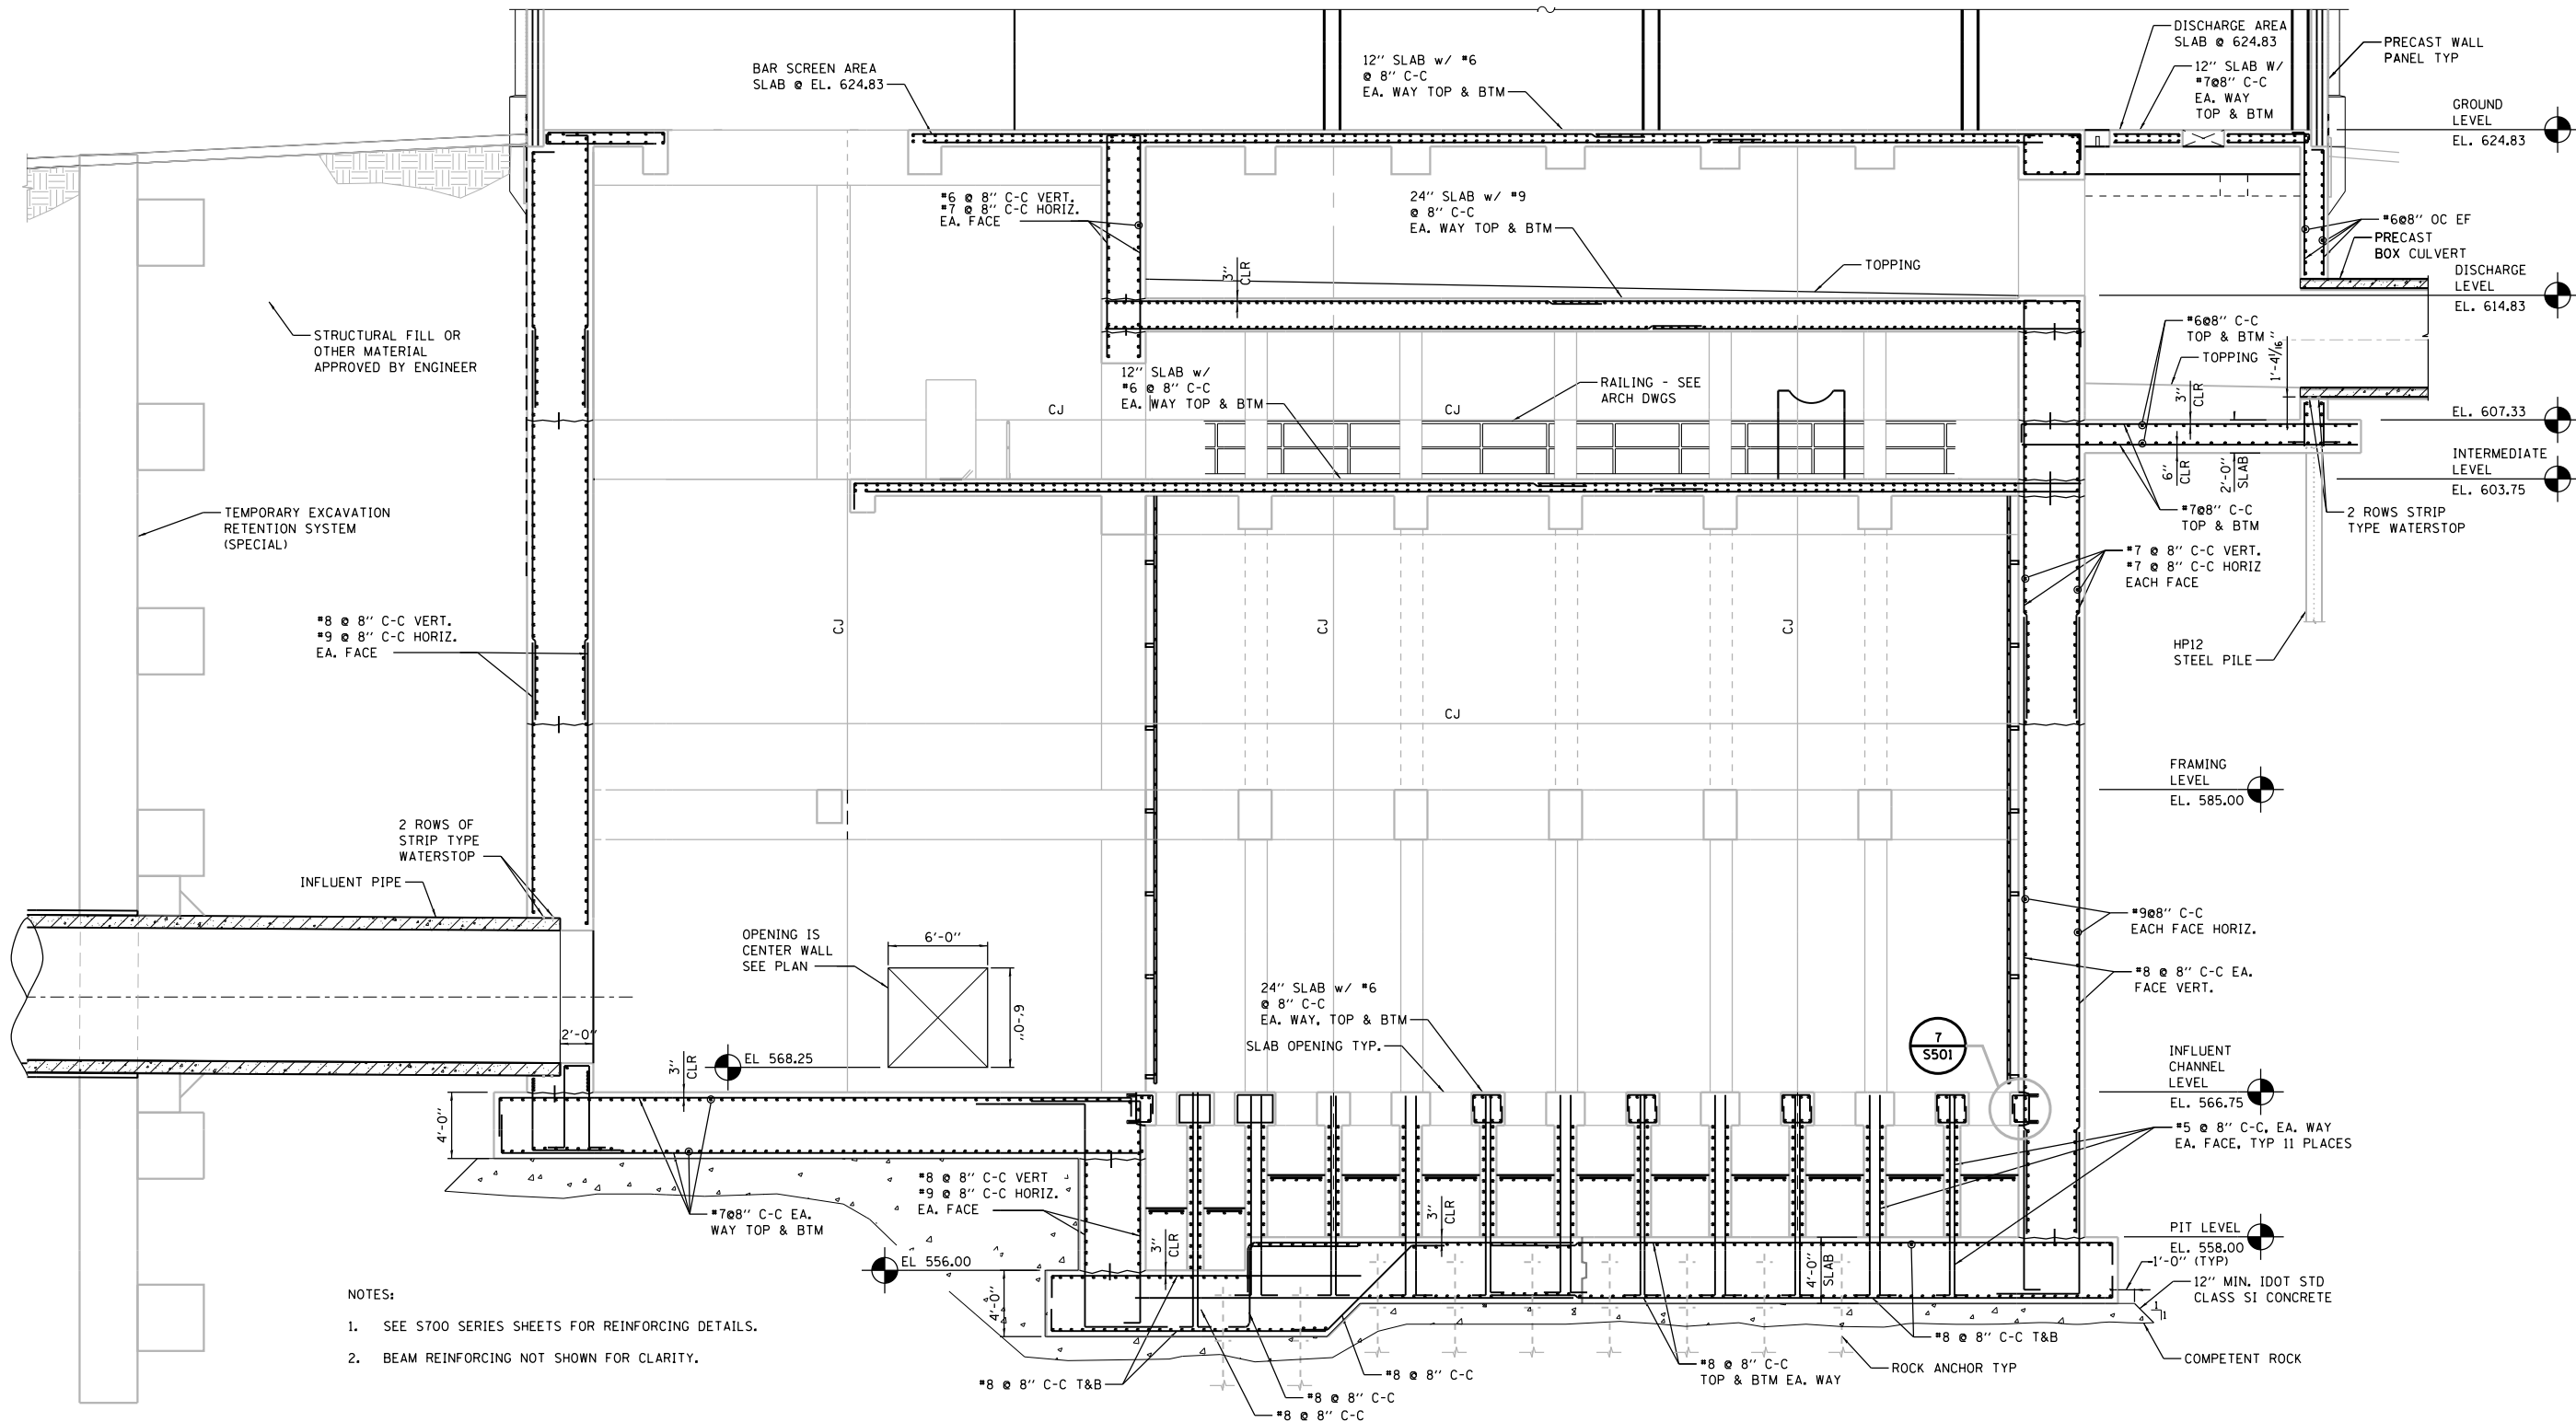 BAR SCREEN AREA
SLAB @ EL. 624.83
12" SLAB w/ #6
@ 8" C-C
EA. WAY TOP & BTM
DISCHARGE AREA
SLAB @ 624.83
12" SLAB W/
#7@8" C-C
EA. WAY
TOP & BTM
PRECAST WALL
PANEL TYP
GROUND
LEVEL
EL. 624.83
#6 @ 8" C-C VERT.
#7 @ 8" C-C HORIZ.
EA. FACE
24" SLAB w/ #9
@ 8" C-C
EA. WAY TOP & BTM
3"
CLR
TOPPING
#6@8" OC EF
PRECAST
BOX CULVERT
DISCHARGE
LEVEL
EL. 614.83
STRUCTURAL FILL OR
OTHER MATERIAL
APPROVED BY ENGINEER
12" SLAB w/
#6 @ 8" C-C
EA. WAY TOP & BTM
RAILING - SEE
ARCH DWGS
CJ
CJ
#6@8" C-C
TOP & BTM
TOPPING
1'-4 1/16"
3"
CLR
EL. 607.33
6"
CLR
2'-0"
SLAB
INTERMEDIATE
LEVEL
EL. 603.75
TEMPORARY EXCAVATION
RETENTION SYSTEM
(SPECIAL)
#7@8" C-C
TOP & BTM
2 ROWS STRIP
TYPE WATERSTOP
#7 @ 8" C-C VERT.
#7 @ 8" C-C HORIZ
EACH FACE
#8 @ 8" C-C VERT.
#9 @ 8" C-C HORIZ.
EA. FACE
CJ
CJ
CJ
HP12
STEEL PILE
CJ
FRAMING
LEVEL
EL. 585.00
2 ROWS OF
STRIP TYPE
WATERSTOP
INFLUENT PIPE
OPENING IS
CENTER WALL
SEE PLAN
6'-0"
6'-0"
#9@8" C-C
EACH FACE HORIZ.
#8 @ 8" C-C EA.
FACE VERT.
24" SLAB w/ #6
@ 8" C-C
EA. WAY, TOP & BTM
SLAB OPENING TYP.
7
S501
2'-0"
3"
CLR
EL 568.25
INFLUENT
CHANNEL
LEVEL
EL. 566.75
4'-0"
#5 @ 8" C-C, EA. WAY
EA. FACE, TYP 11 PLACES
#8 @ 8" C-C VERT
#9 @ 8" C-C HORIZ.
EA. FACE
#7@8" C-C EA.
WAY TOP & BTM
3"
CLR
3"
CLR
PIT LEVEL
EL. 558.00
EL 556.00
4'-0"
4'-0"
SLAB
1'-0" (TYP)
12" MIN. IDOT STD
CLASS SI CONCRETE
1
1
NOTES:
1. SEE S700 SERIES SHEETS FOR REINFORCING DETAILS.
2. BEAM REINFORCING NOT SHOWN FOR CLARITY.
#8 @ 8" C-C T&B
#8 @ 8" C-C
#8 @ 8" C-C
#8 @ 8" C-C
#8 @ 8" C-C
TOP & BTM EA. WAY
ROCK ANCHOR TYP
#8 @ 8" C-C T&B
COMPETENT ROCK